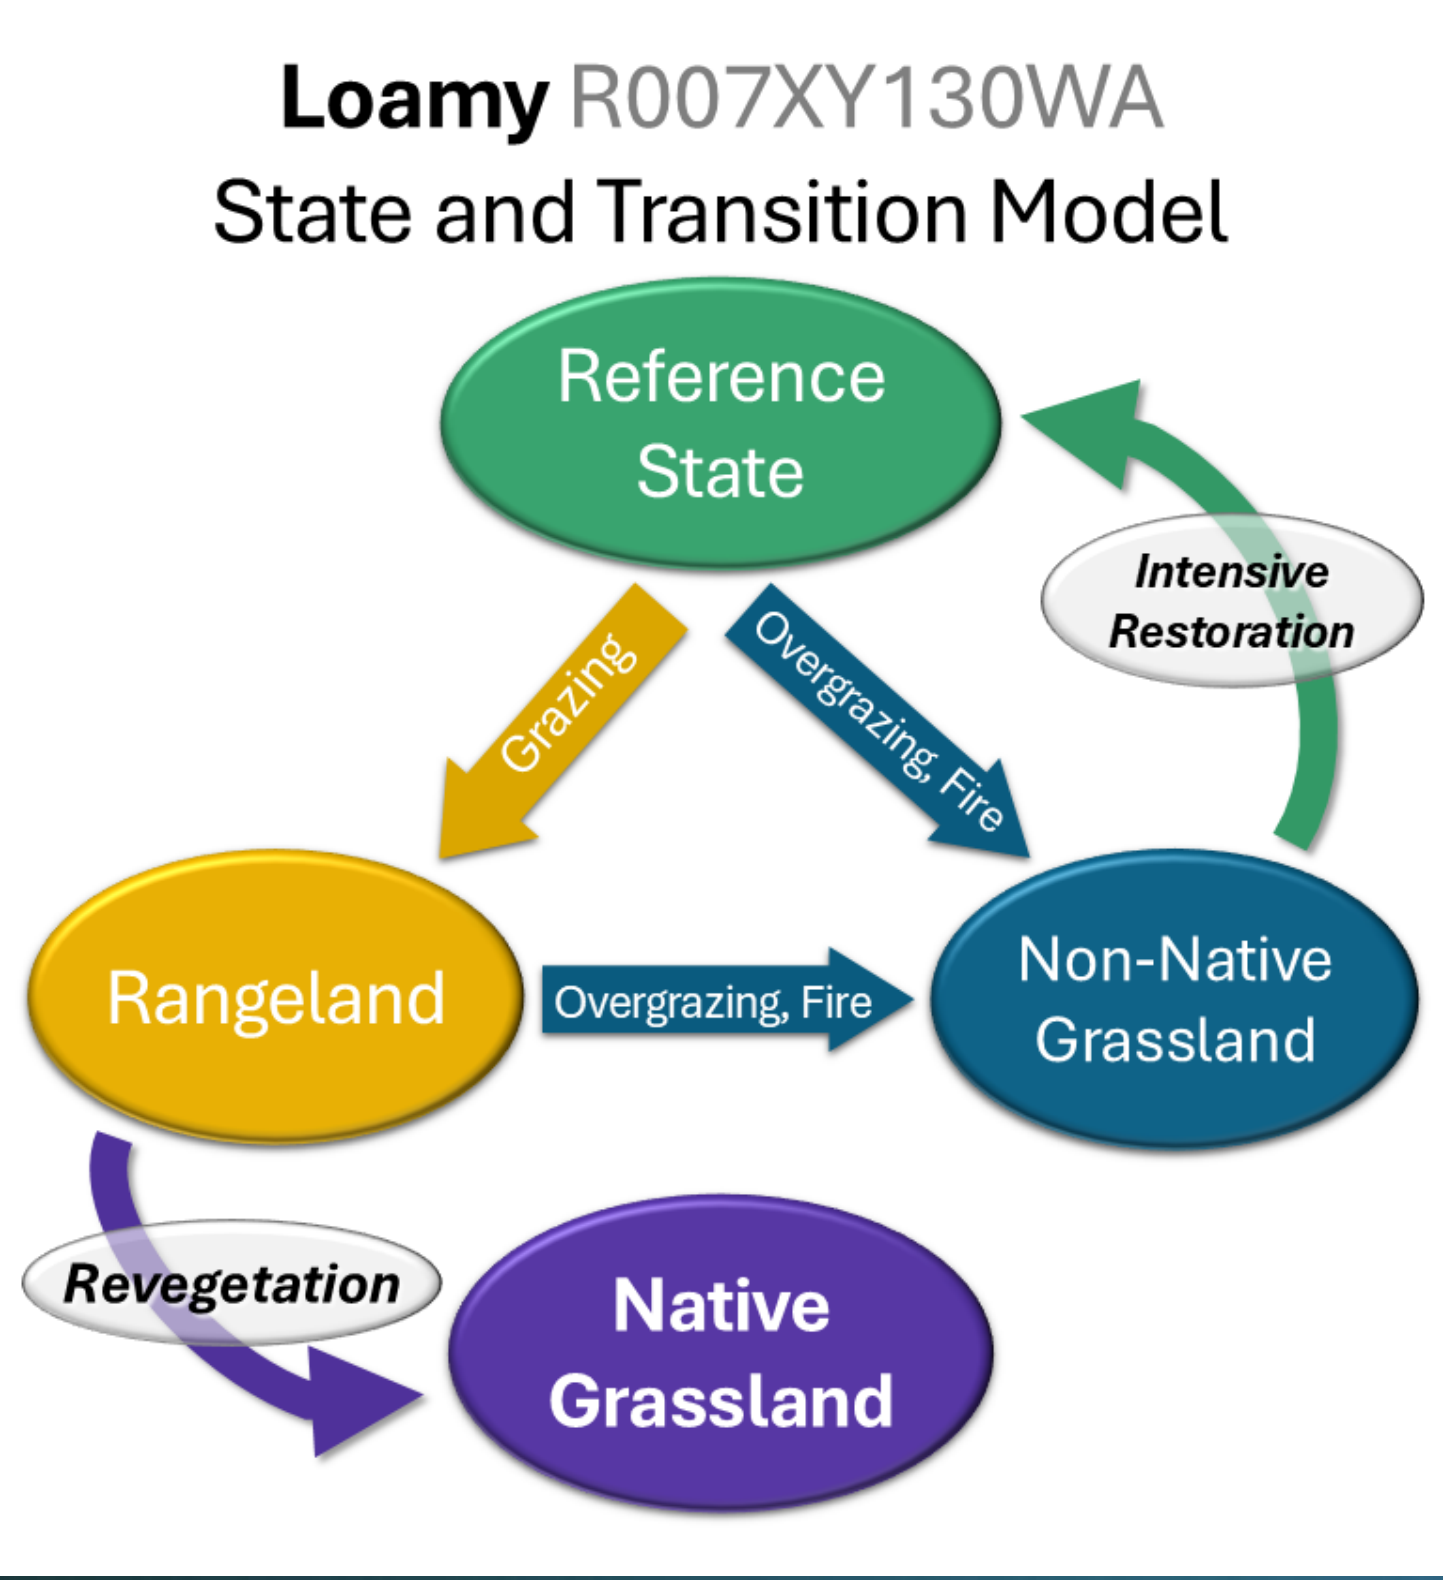 Loamy R007XY130WA
State and Transition Model
Reference
State
Intensive
Restoration
Grazing
Overgrazing, Fire
Rangeland
Overgrazing, Fire
Non-Native
Grassland
Revegetation
Native
Grassland